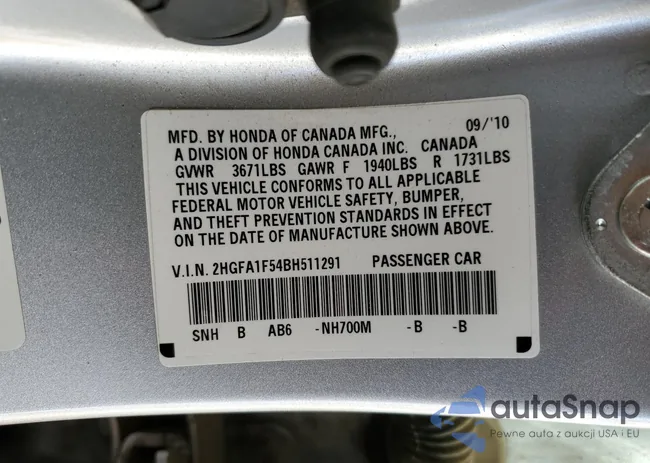 09/'10
MFD. BY HONDA OF CANADA MFG.,
A DIVISION OF HONDA CANADA INC. CANADA
GVWR 3671LBS GAWR F 1940LBS R 1731LBS
THIS VEHICLE CONFORMS TO ALL APPLICABLE
FEDERAL MOTOR VEHICLE SAFETY, BUMPER,
AND THEFT PREVENTION STANDARDS IN EFFECT
ON THE DATE OF MANUFACTURE SHOWN ABOVE.
V.I.N. 2HGFA1F54BH511291 PASSENGER CAR
SNH B AB6 -NH700M -B -B
autaSnap
Pewne auta z aukcji USA i EU